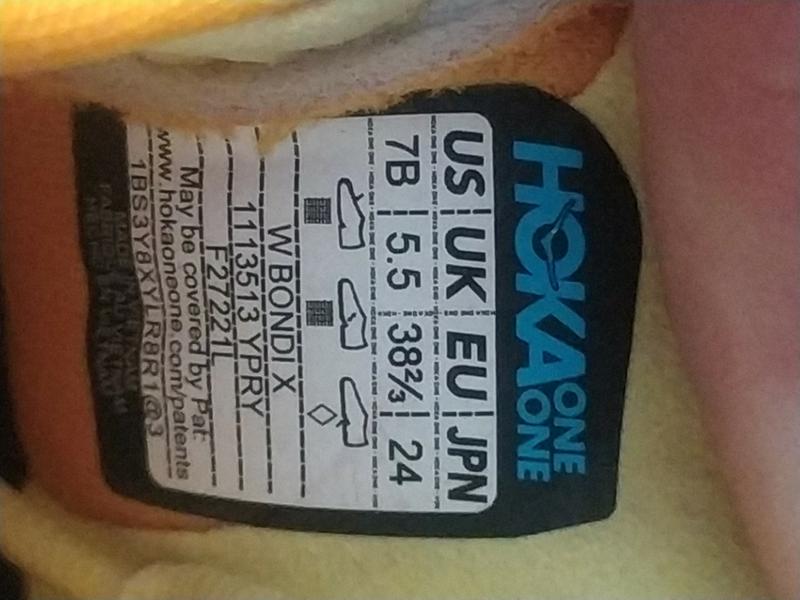 HOKA ONE ONE
US UK EU JPN
7B 5.5 38⅔ 24
W BONDI X
1113513 YPRY
F27221L
May be covered by Pat:
www.hokaoneone.com/patents
1BS3Y8XYLR8R1@3